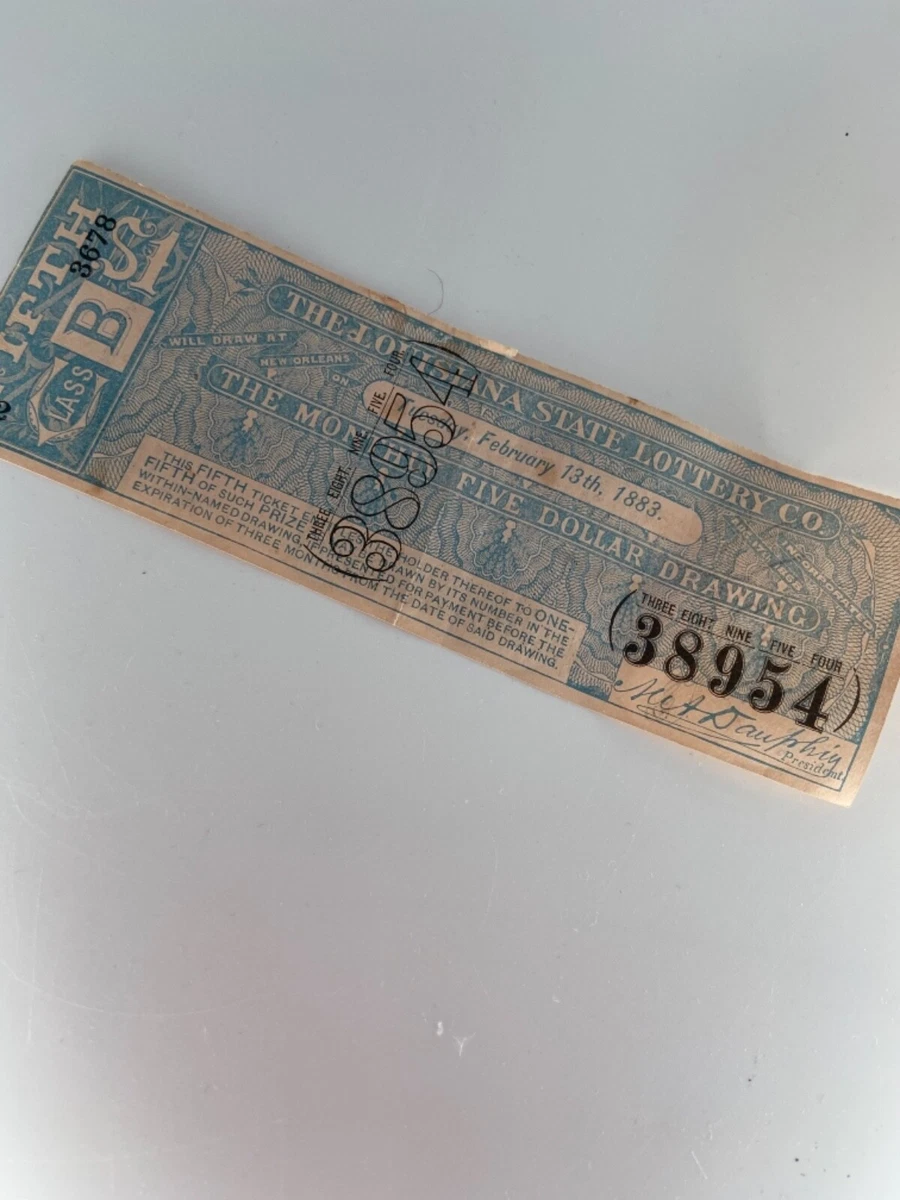 FIFTH
$1
3678
CLASS
B
THE LOUISIANA STATE LOTTERY CO.
WILL DRAW AT
NEW ORLEANS
ON
Tuesday, February 13th, 1883.
INCORPORATED
THE MONTHLY FIVE DOLLAR DRAWING
THIS FIFTH TICKET ENTITLES THE HOLDER THEREOF TO ONE-
FIFTH OF SUCH PRIZE AS DRAWN BY ITS NUMBER IN THE
WITHIN-NAMED DRAWING, IF PRESENTED FOR PAYMENT BEFORE THE
EXPIRATION OF THREE MONTHS FROM THE DATE OF SAID DRAWING.
THREE EIGHT NINE FIVE FOUR
(38954)
THREE EIGHT NINE FIVE FOUR
(38954)
M. A. Dauphin
President